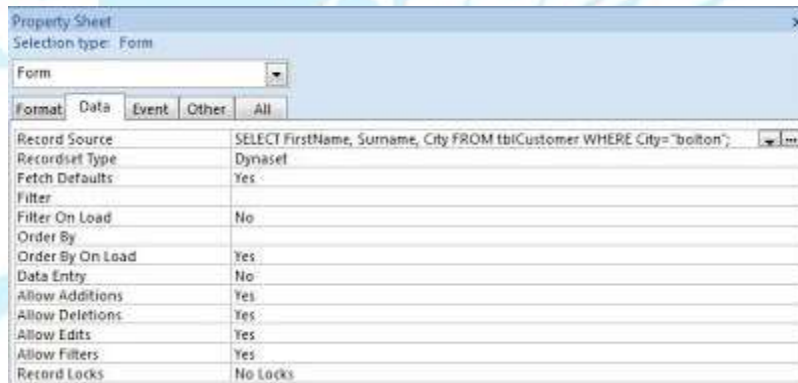 Property Sheet
Selection type: Form
Form
Format Data Event Other All
Record Source SELECT FirstName, Surname, City FROM tblCustomer WHERE City="bolton";
Recordset Type Dynaset
Fetch Defaults Yes
Filter
Filter On Load No
Order By
Order By On Load Yes
Data Entry No
Allow Additions Yes
Allow Deletions Yes
Allow Edits Yes
Allow Filters Yes
Record Locks No Locks